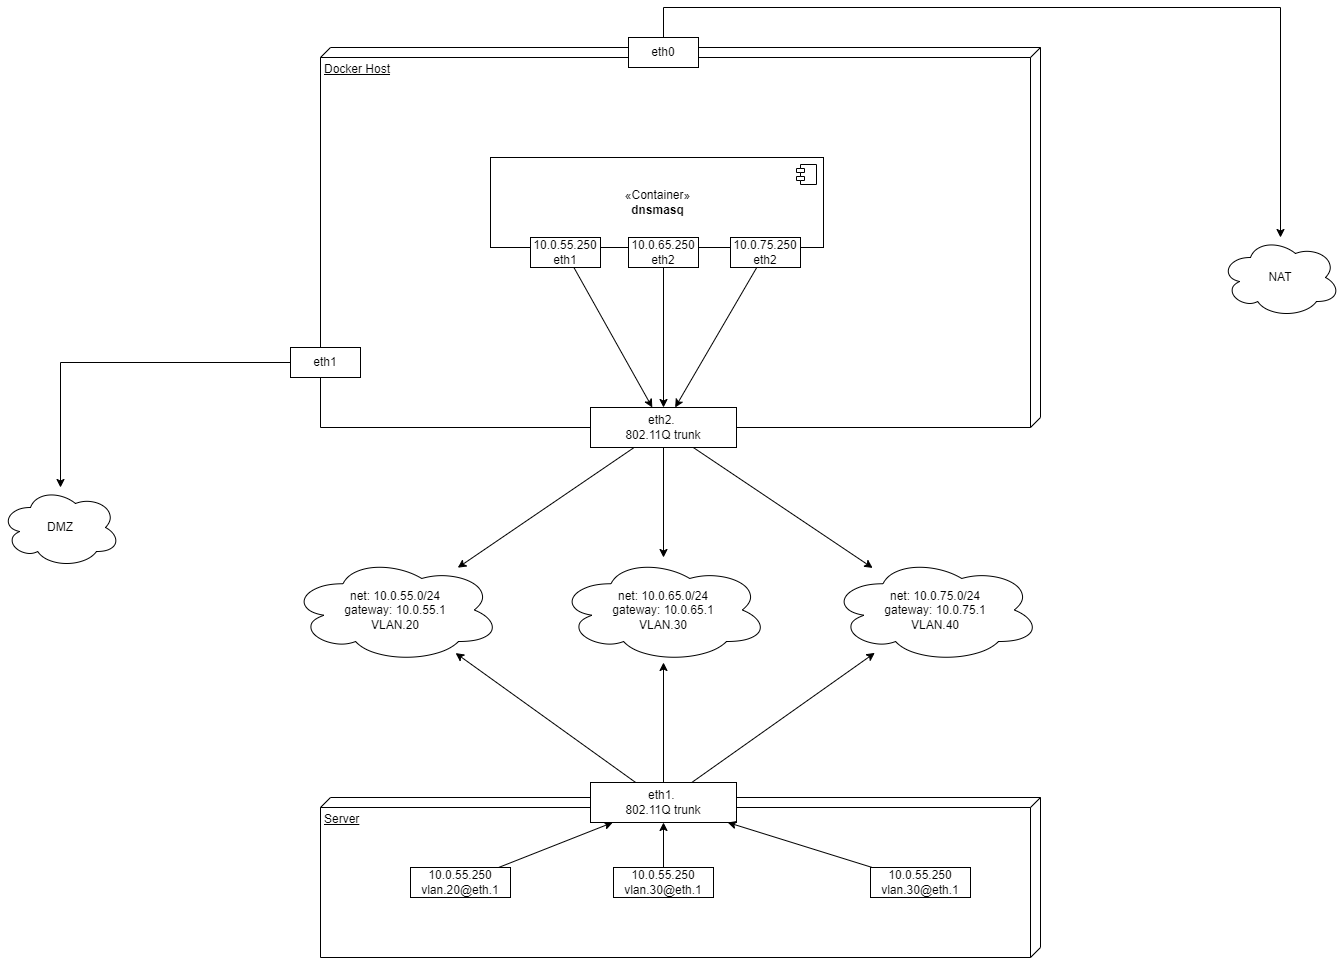 eth0
Docker Host
«Container»
dnsmasq
10.0.55.250
eth1
10.0.65.250
eth2
10.0.75.250
eth2
NAT
eth1
eth2.
802.11Q trunk
DMZ
net: 10.0.55.0/24
gateway: 10.0.55.1
VLAN.20
net: 10.0.65.0/24
gateway: 10.0.65.1
VLAN.30
net: 10.0.75.0/24
gateway: 10.0.75.1
VLAN.40
eth1.
802.11Q trunk
Server
10.0.55.250
vlan.20@eth.1
10.0.55.250
vlan.30@eth.1
10.0.55.250
vlan.30@eth.1